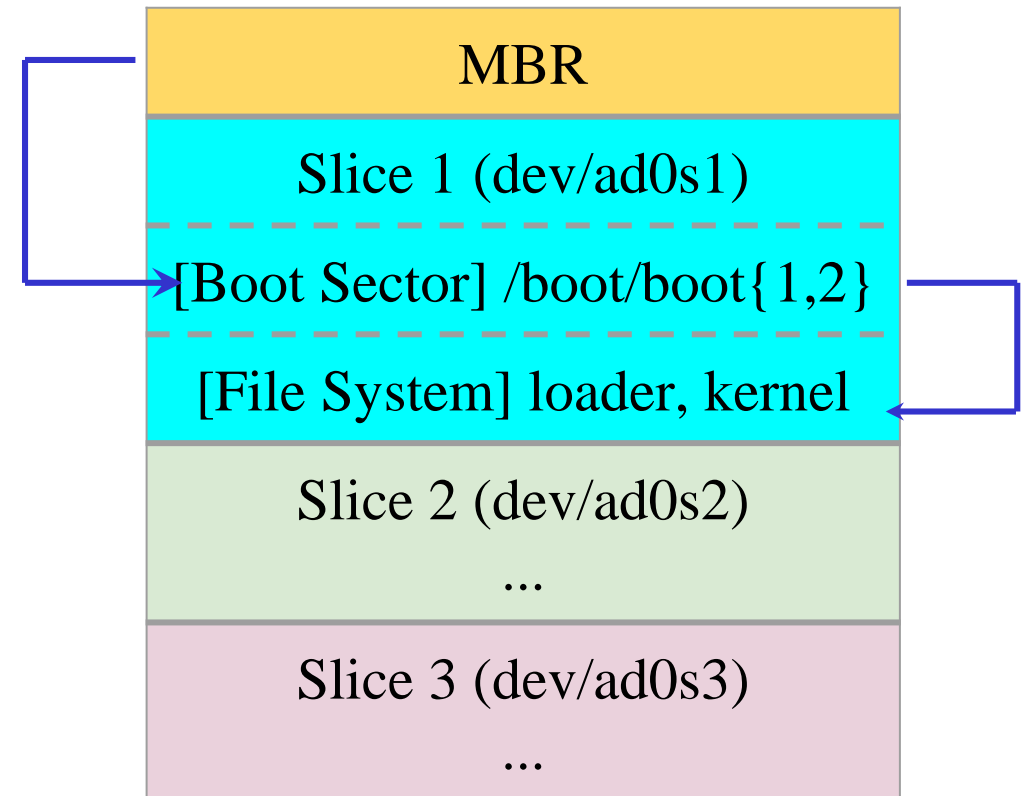 MBR
Slice 1 (dev/ad0s1)
[Boot Sector] /boot/boot{1,2}
[File System] loader, kernel
Slice 2 (dev/ad0s2)
...
Slice 3 (dev/ad0s3)
...